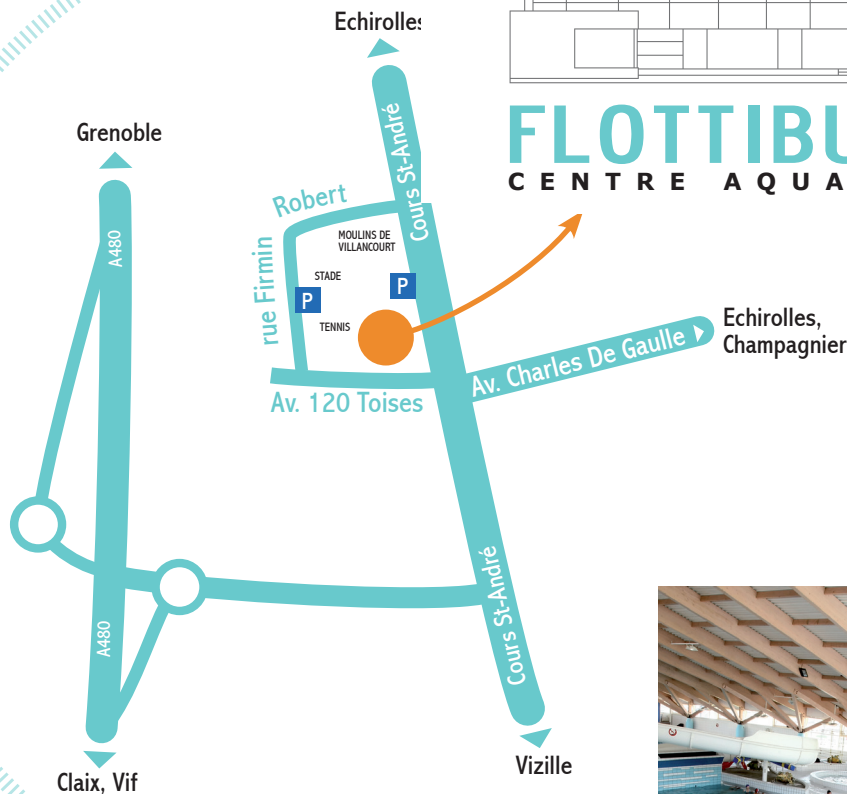 Echirolles
Grenoble
FLOTTIBU
CENTRE AQUA
Cours St-André
Robert
A480
MOULINS DE
VILLANCOURT
rue Firmin
STADE
P
P
TENNIS
Echirolles,
Champagnier
Av. Charles De Gaulle
Av. 120 Toises
Cours St-André
A480
Vizille
Claix, Vif